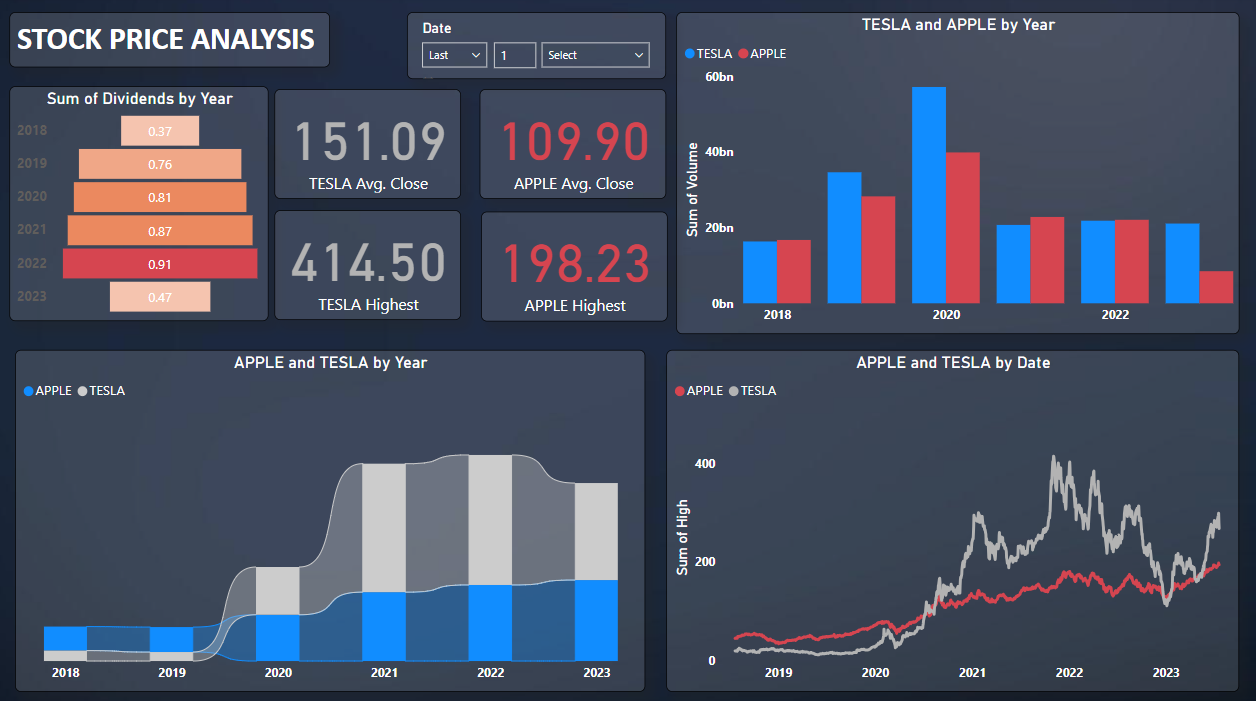 STOCK PRICE ANALYSIS
Date
Last
1
Select
Sum of Dividends by Year
2018
0.37
2019
0.76
2020
0.81
2021
0.87
2022
0.91
2023
0.47
151.09
TESLA Avg. Close
109.90
APPLE Avg. Close
414.50
TESLA Highest
198.23
APPLE Highest
TESLA and APPLE by Year
TESLA APPLE
Sum of Volume
60bn
40bn
20bn
0bn
2018 2020 2022
APPLE and TESLA by Year
APPLE TESLA
2018 2019 2020 2021 2022 2023
APPLE and TESLA by Date
APPLE TESLA
Sum of High
400
200
0
2019 2020 2021 2022 2023